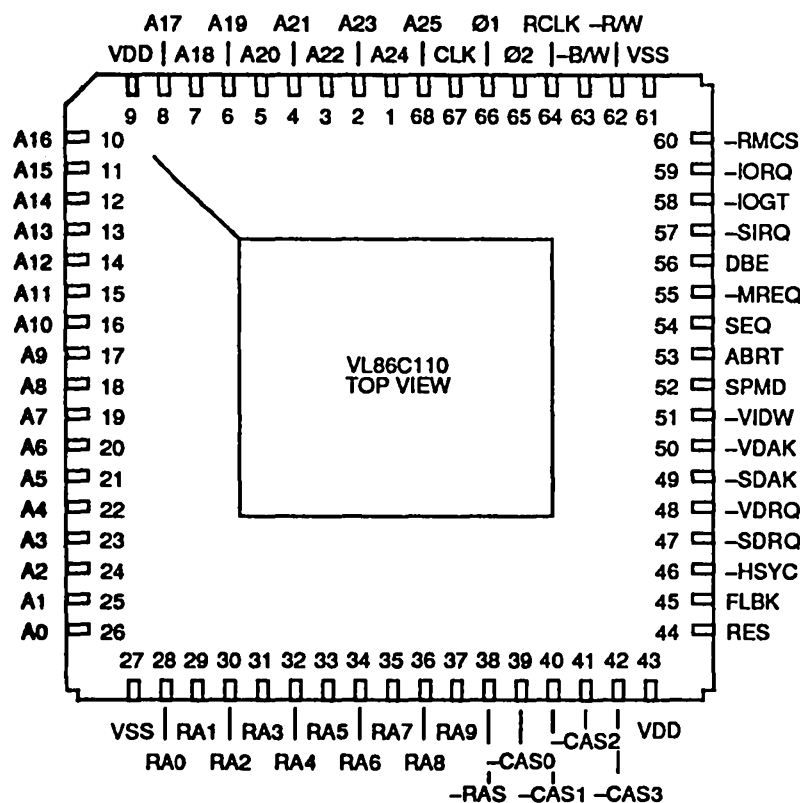 A17 A19 A21 A23 A25 Ø1 RCLK –R/W
VDD A18 A20 A22 A24 CLK Ø2 –B/W VSS
9 8 7 6 5 4 3 2 1 68 67 66 65 64 63 62 61
A16 10 60 –RMCS
A15 11 59 –IORQ
A14 12 58 –IOGT
A13 13 57 –SIRQ
A12 14 56 DBE
A11 15 55 –MREQ
A10 16 54 SEQ
A9 17 53 ABRT
VL86C110
TOP VIEW
A8 18 52 SPMD
A7 19 51 –VIDW
A6 20 50 –VDAK
A5 21 49 –SDAK
A4 22 48 –VDRQ
A3 23 47 –SDRQ
A2 24 46 –HSYC
A1 25 45 FLBK
A0 26 44 RES
27 28 29 30 31 32 33 34 35 36 37 38 39 40 41 42 43
VSS RA1 RA3 RA5 RA7 RA9 –CAS2 VDD
RA0 RA2 RA4 RA6 RA8 –CAS0
–RAS –CAS1 –CAS3